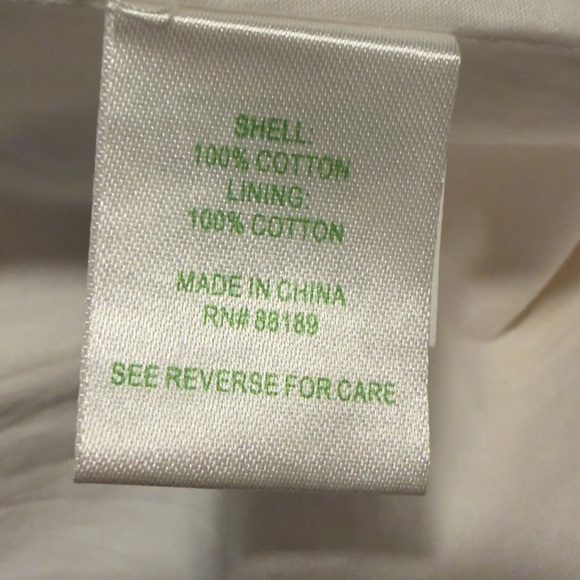 SHELL:
100% COTTON
LINING:
100% COTTON
MADE IN CHINA
RN# 88189
SEE REVERSE FOR CARE